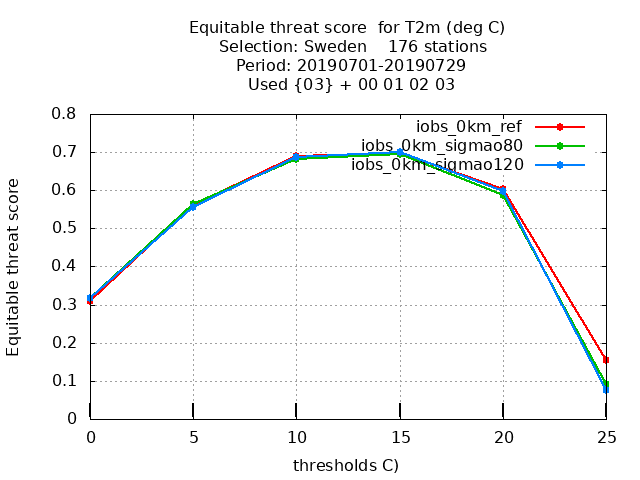 Equitable threat score  for T2m (deg C)
Selection: Sweden    176 stations
Period: 20190701-20190729
Used {03} + 00 01 02 03
iobs_0km_ref
iobs_0km_sigmao80
iobs_0km_sigmao120
Equitable threat score
0.8
0.7
0.6
0.5
0.4
0.3
0.2
0.1
0
0 5 10 15 20 25
thresholds C)